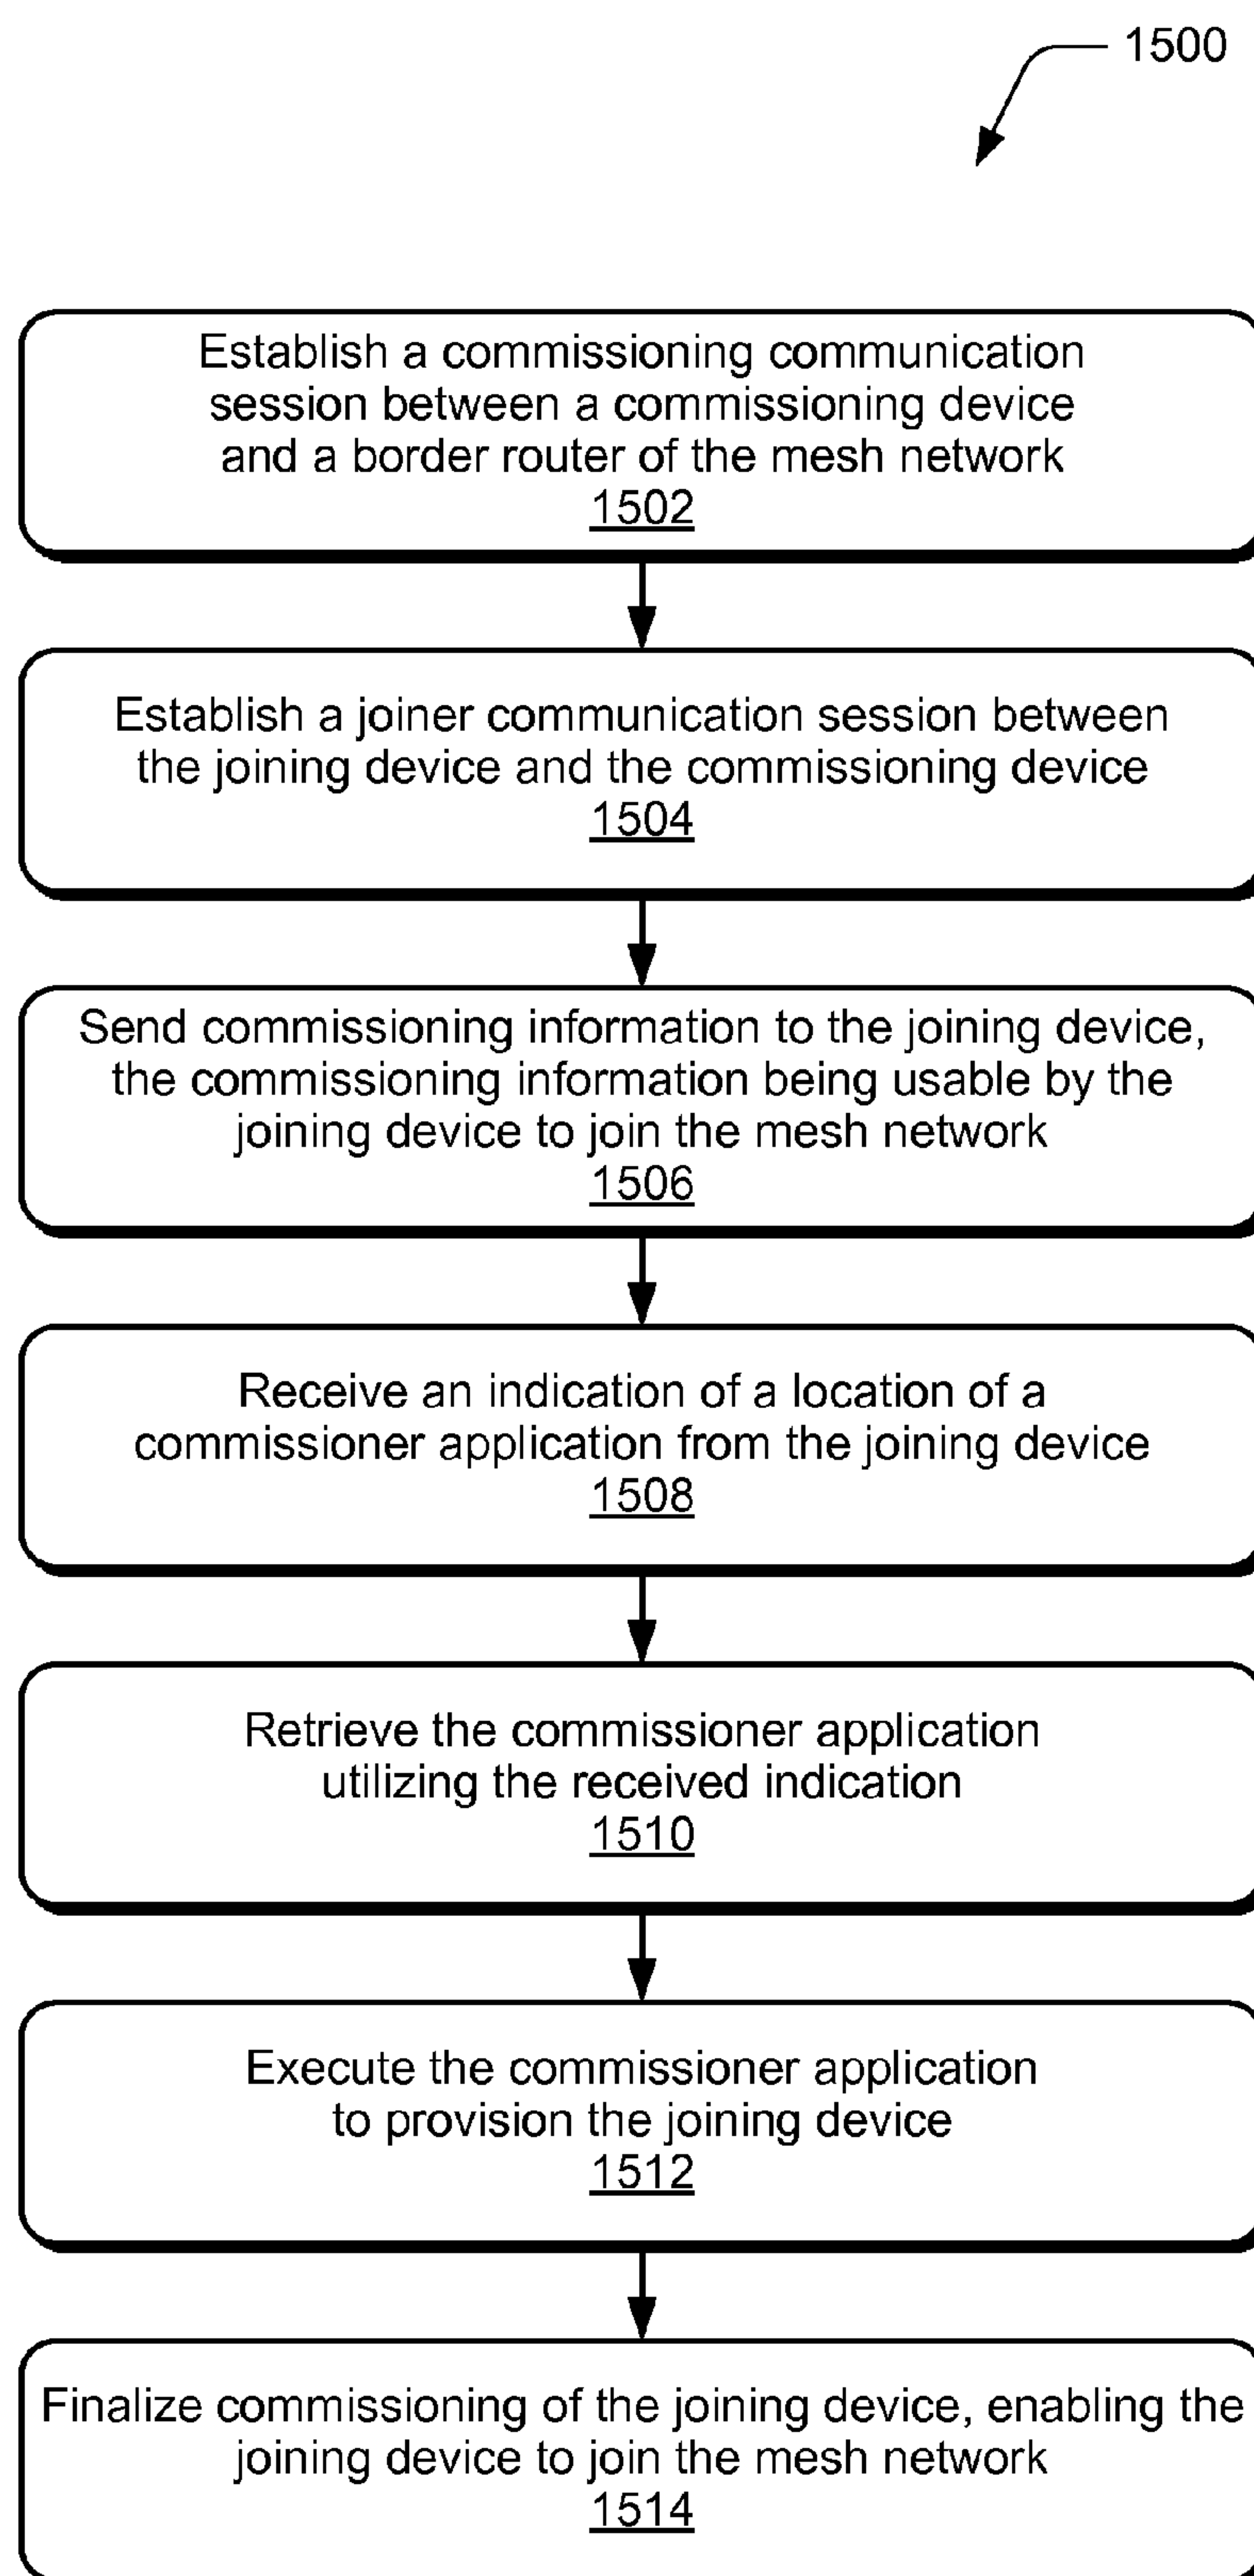 1500
Establish a commissioning communication
session between a commissioning device
and a border router of the mesh network
1502
Establish a joiner communication session between
the joining device and the commissioning device
1504
Send commissioning information to the joining device,
the commissioning information being usable by the
joining device to join the mesh network
1506
Receive an indication of a location of a
commissioner application from the joining device
1508
Retrieve the commissioner application
utilizing the received indication
1510
Execute the commissioner application
to provision the joining device
1512
Finalize commissioning of the joining device, enabling the
joining device to join the mesh network
1514